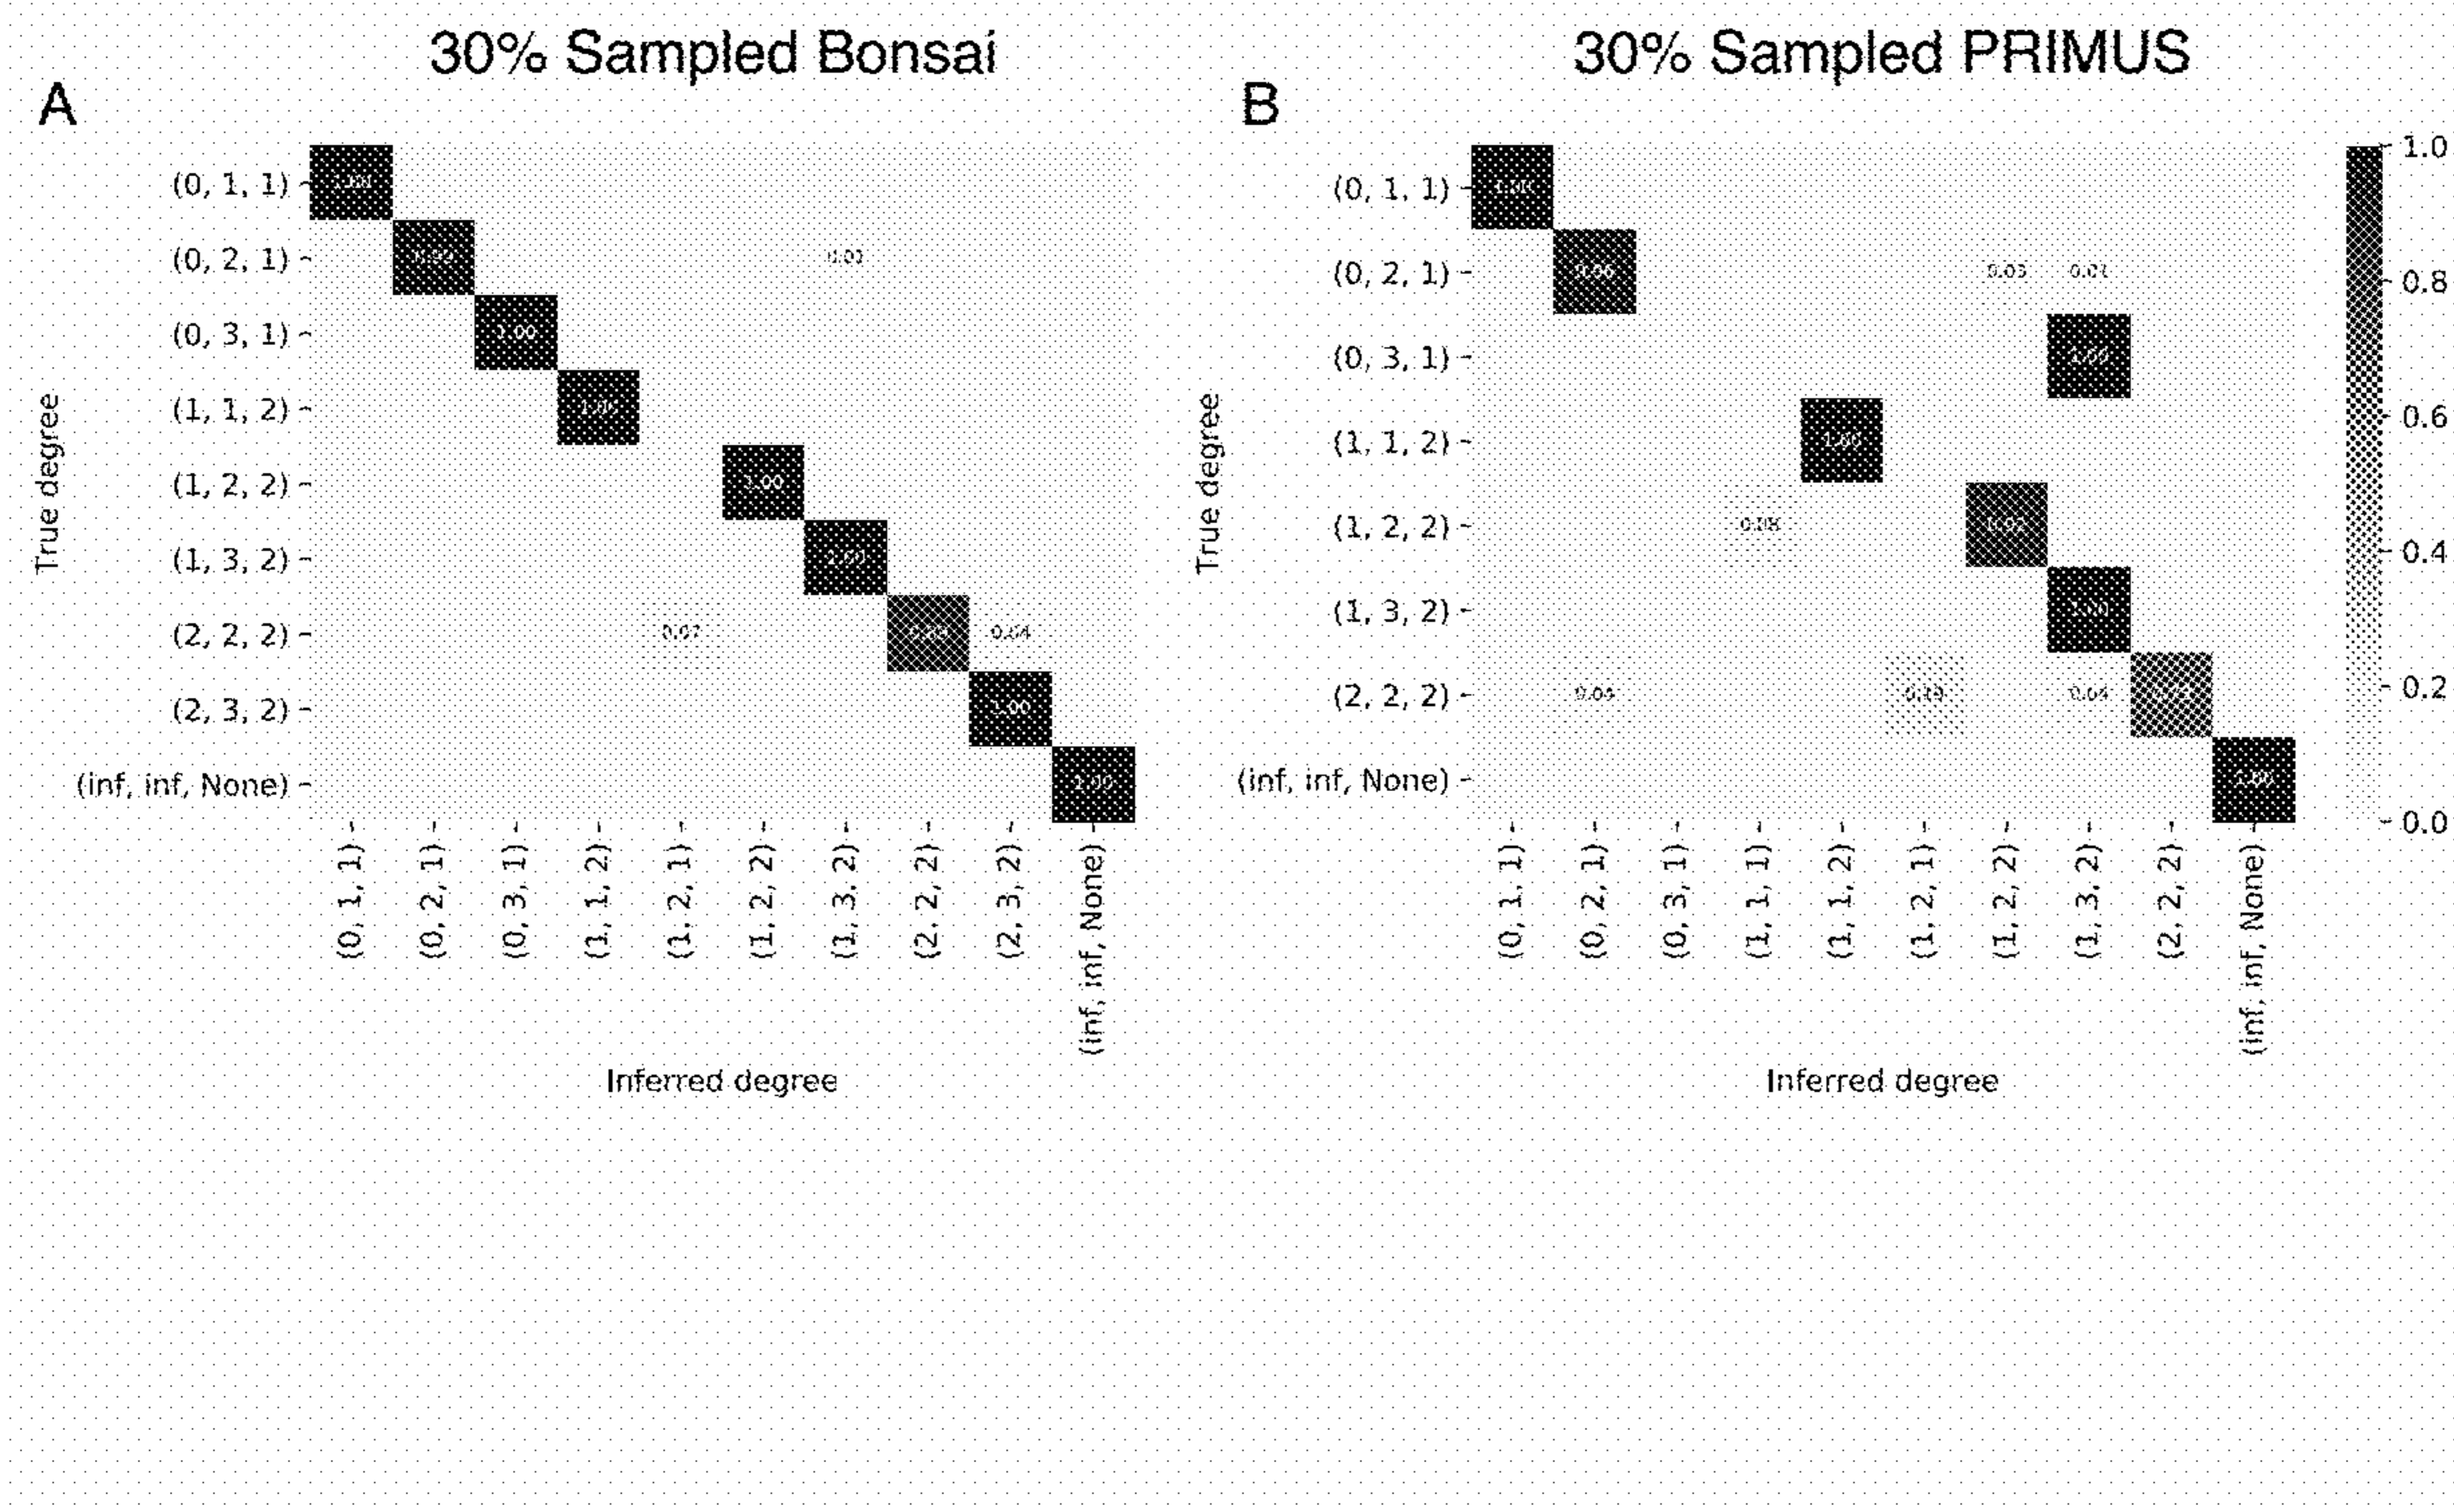 30% Sampled Bonsai
30% Sampled PRIMUS
A
B
True degree
(0, 1, 1)
(0, 2, 1)
(0, 3, 1)
(1, 1, 2)
(1, 2, 2)
(1, 3, 2)
(2, 2, 2)
(2, 3, 2)
(inf, inf, None)
1.00
1.00
1.00
1.00
0.07
0.04
1.00
(0, 1, 1)
(0, 2, 1)
(0, 3, 1)
(1, 1, 2)
(1, 2, 1)
(1, 2, 2)
(1, 3, 2)
(2, 2, 2)
(2, 3, 2)
(inf, inf, None)
Inferred degree
True degree
(0, 1, 1)
(0, 2, 1)
(0, 3, 1)
(1, 1, 2)
(1, 2, 2)
(1, 3, 2)
(2, 2, 2)
(inf, inf, None)
1.00
0.96
0.03
1.00
1.00
0.08
0.92
1.00
0.04
1.00
(0, 1, 1)
(0, 2, 1)
(0, 3, 1)
(1, 1, 1)
(1, 1, 2)
(1, 2, 1)
(1, 2, 2)
(1, 3, 2)
(2, 2, 2)
(inf, inf, None)
Inferred degree
1.0
0.8
0.6
0.4
0.2
0.0